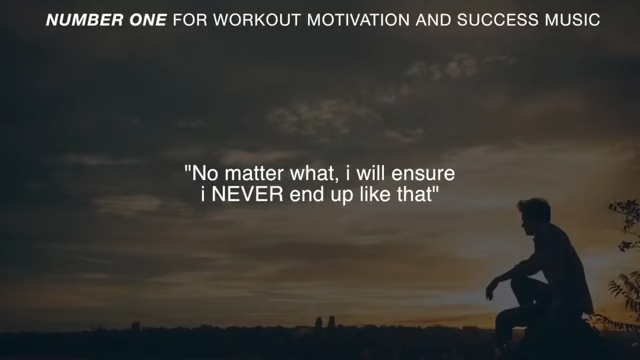 NUMBER ONE FOR WORKOUT MOTIVATION AND SUCCESS MUSIC
"No matter what, i will ensure
i NEVER end up like that"